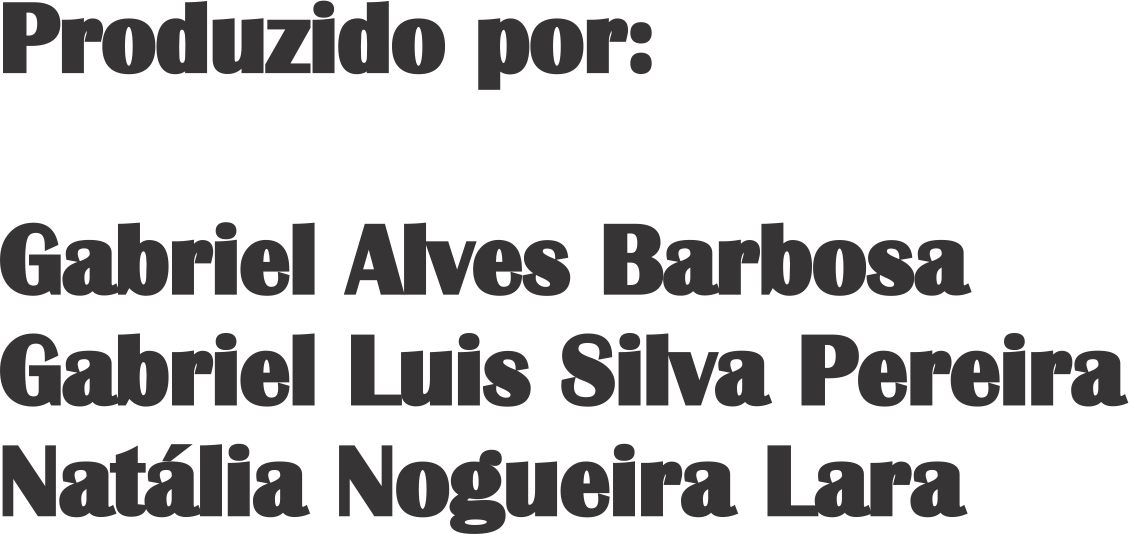 Produzido por:
Gabriel Alves Barbosa
Gabriel Luis Silva Pereira
Natália Nogueira Lara